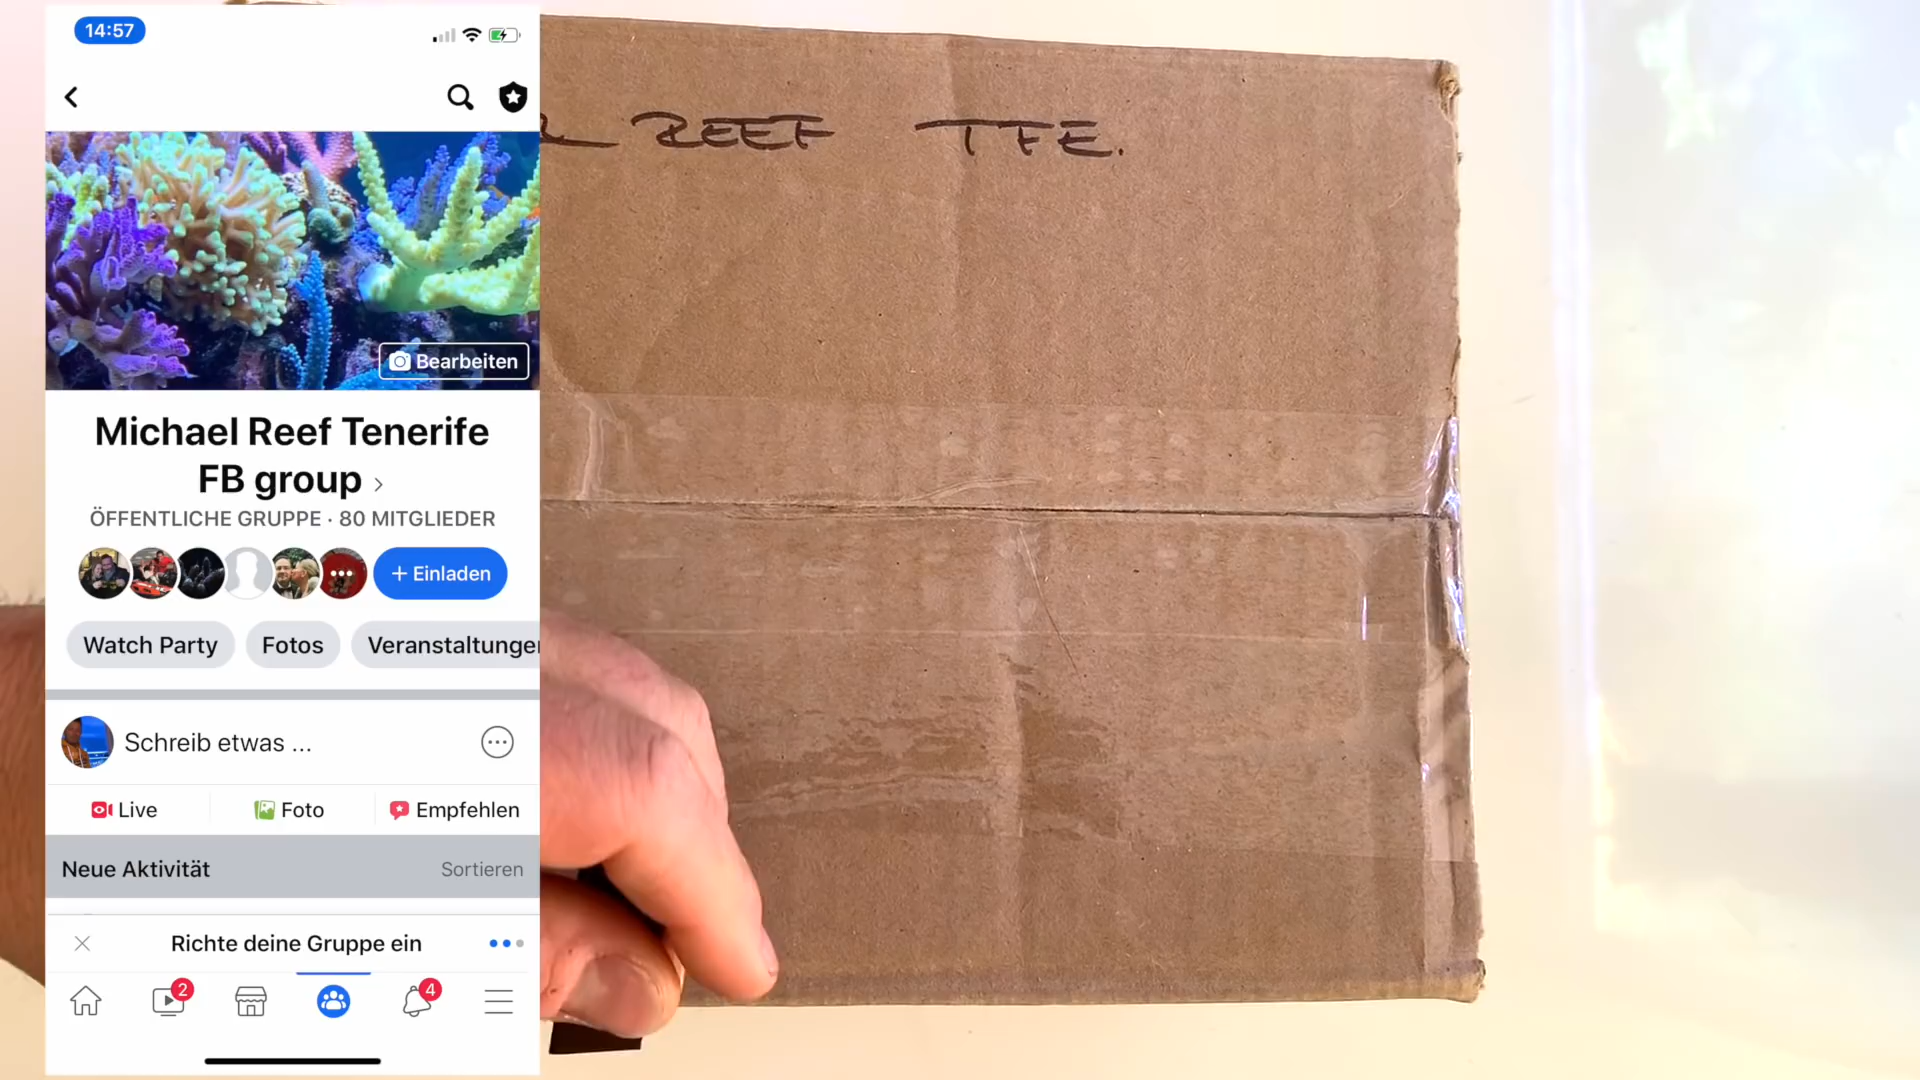 14:57
REEF TFE.
Bearbeiten
Michael Reef Tenerife
FB group
ÖFFENTLICHE GRUPPE · 80 MITGLIEDER
+ Einladen
Watch Party Fotos Veranstaltunge
Schreib etwas ...
Live Foto Empfehlen
Neue Aktivität Sortieren
Richte deine Gruppe ein
2 4